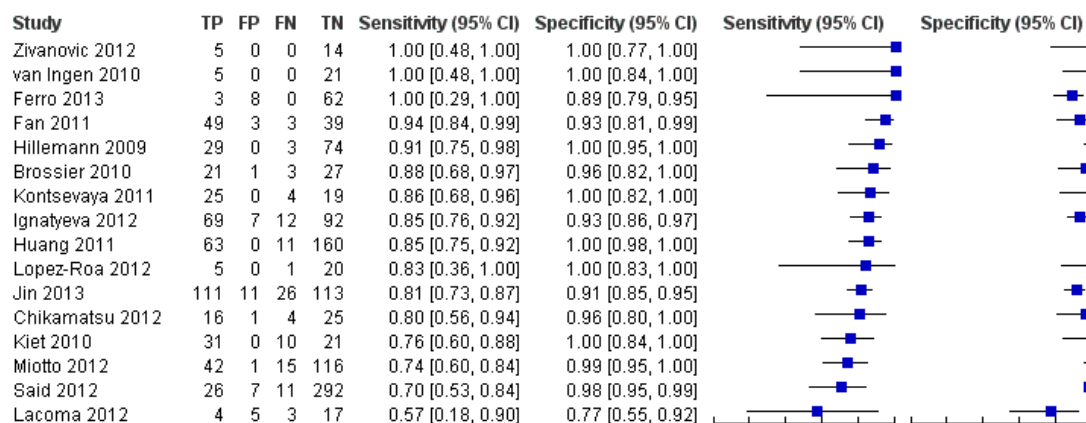 Study TP FP FN TN Sensitivity (95% CI) Specificity (95% CI) Sensitivity (95% CI) Specificity (95% CI)
Zivanovic 2012 5 0 0 14 1.00 [0.48, 1.00] 1.00 [0.77, 1.00]
van Ingen 2010 5 0 0 21 1.00 [0.48, 1.00] 1.00 [0.84, 1.00]
Ferro 2013 3 8 0 62 1.00 [0.29, 1.00] 0.89 [0.79, 0.95]
Fan 2011 49 3 3 39 0.94 [0.84, 0.99] 0.93 [0.81, 0.99]
Hillemann 2009 29 0 3 74 0.91 [0.75, 0.98] 1.00 [0.95, 1.00]
Brossier 2010 21 1 3 27 0.88 [0.68, 0.97] 0.96 [0.82, 1.00]
Kontsevaya 2011 25 0 4 19 0.86 [0.68, 0.96] 1.00 [0.82, 1.00]
Ignatyeva 2012 69 7 12 92 0.85 [0.76, 0.92] 0.93 [0.86, 0.97]
Huang 2011 63 0 11 160 0.85 [0.75, 0.92] 1.00 [0.98, 1.00]
Lopez-Roa 2012 5 0 1 20 0.83 [0.36, 1.00] 1.00 [0.83, 1.00]
Jin 2013 111 11 26 113 0.81 [0.73, 0.87] 0.91 [0.85, 0.95]
Chikamatsu 2012 16 1 4 25 0.80 [0.56, 0.94] 0.96 [0.80, 1.00]
Kiet 2010 31 0 10 21 0.76 [0.60, 0.88] 1.00 [0.84, 1.00]
Miotto 2012 42 1 15 116 0.74 [0.60, 0.84] 0.99 [0.95, 1.00]
Said 2012 26 7 11 292 0.70 [0.53, 0.84] 0.98 [0.95, 0.99]
Lacoma 2012 4 5 3 17 0.57 [0.18, 0.90] 0.77 [0.55, 0.92]